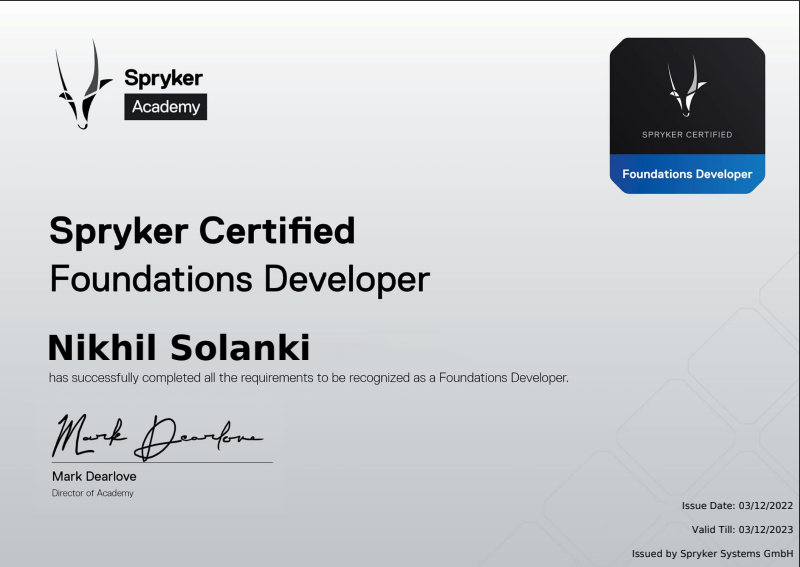 Spryker
Academy
SPRYKER CERTIFIED
Foundations Developer
Spryker Certified
Foundations Developer
Nikhil Solanki
has successfully completed all the requirements to be recognized as a Foundations Developer.
Mark Dearlove
Mark Dearlove
Director of Academy
Issue Date: 03/12/2022
Valid Till: 03/12/2023
Issued by Spryker Systems GmbH